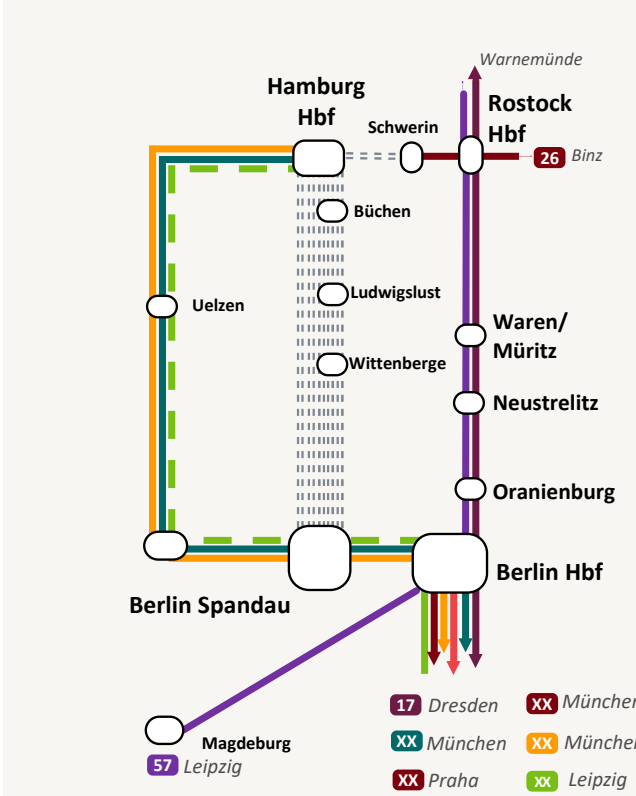 Warnemünde
Hamburg
Hbf
Rostock
Hbf
Schwerin
26 Binz
Büchen
Uelzen
Ludwigslust
Waren/
Müritz
Wittenberge
Neustrelitz
Oranienburg
Berlin Hbf
Berlin Spandau
17 Dresden
XX München
Magdeburg
XX München
XX München
57 Leipzig
XX Praha
XX Leipzig